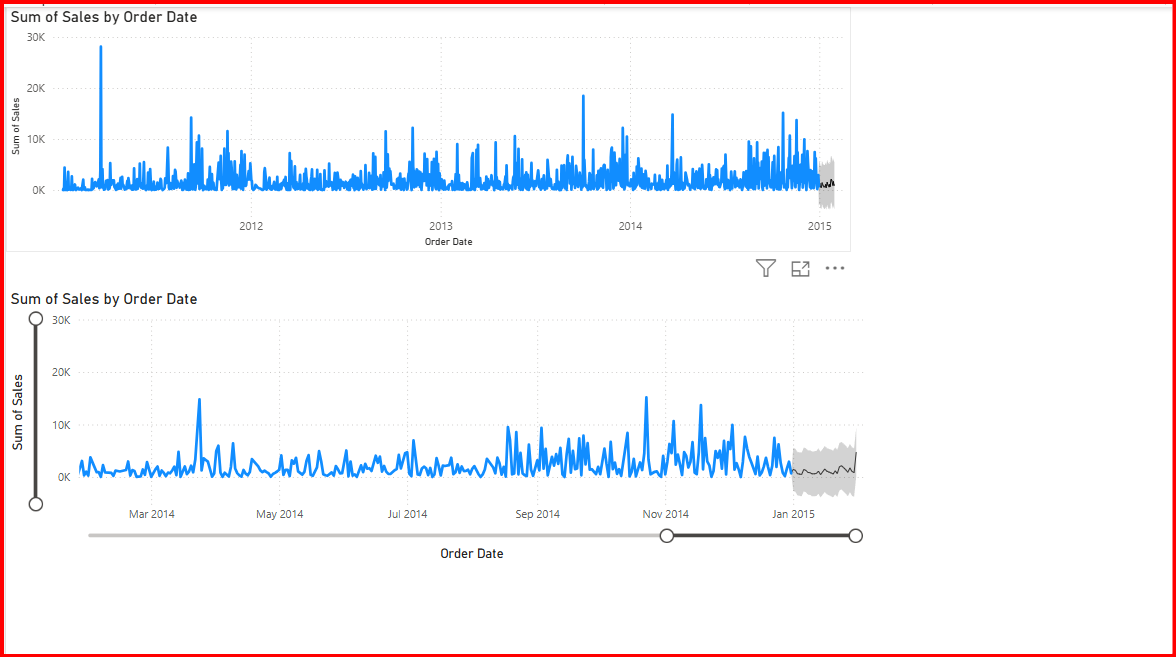 Sum of Sales by Order Date
30K
20K
10K
0K
Sum of Sales
2012 2013 2014 2015
Order Date
Sum of Sales by Order Date
30K
20K
10K
0K
Sum of Sales
Mar 2014 May 2014 Jul 2014 Sep 2014 Nov 2014 Jan 2015
Order Date